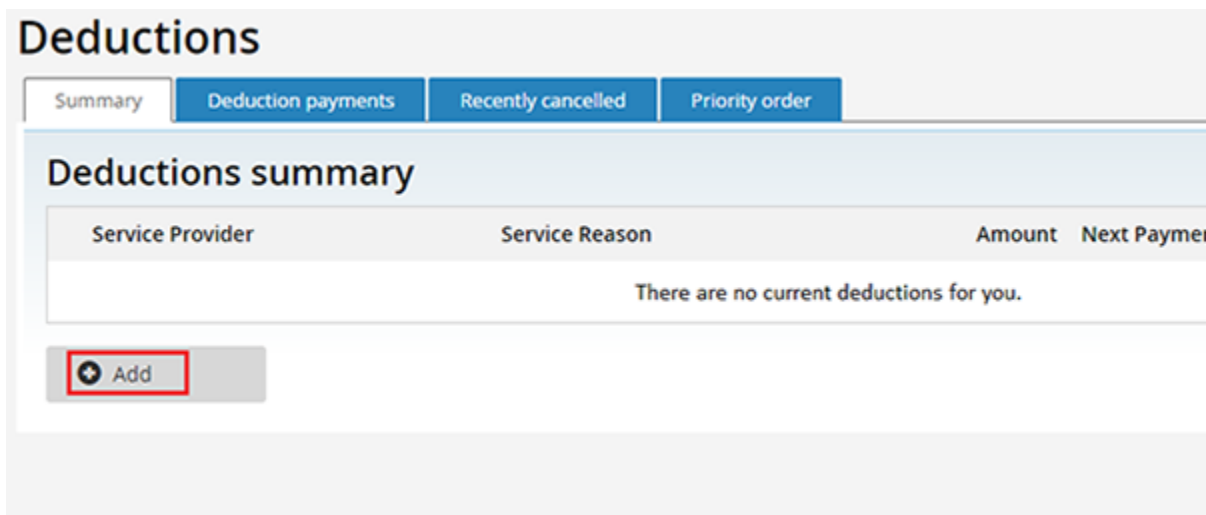 Deductions
Summary Deduction payments Recently cancelled Priority order
Deductions summary
Service Provider Service Reason Amount Next
There are no current deductions for you.
Add